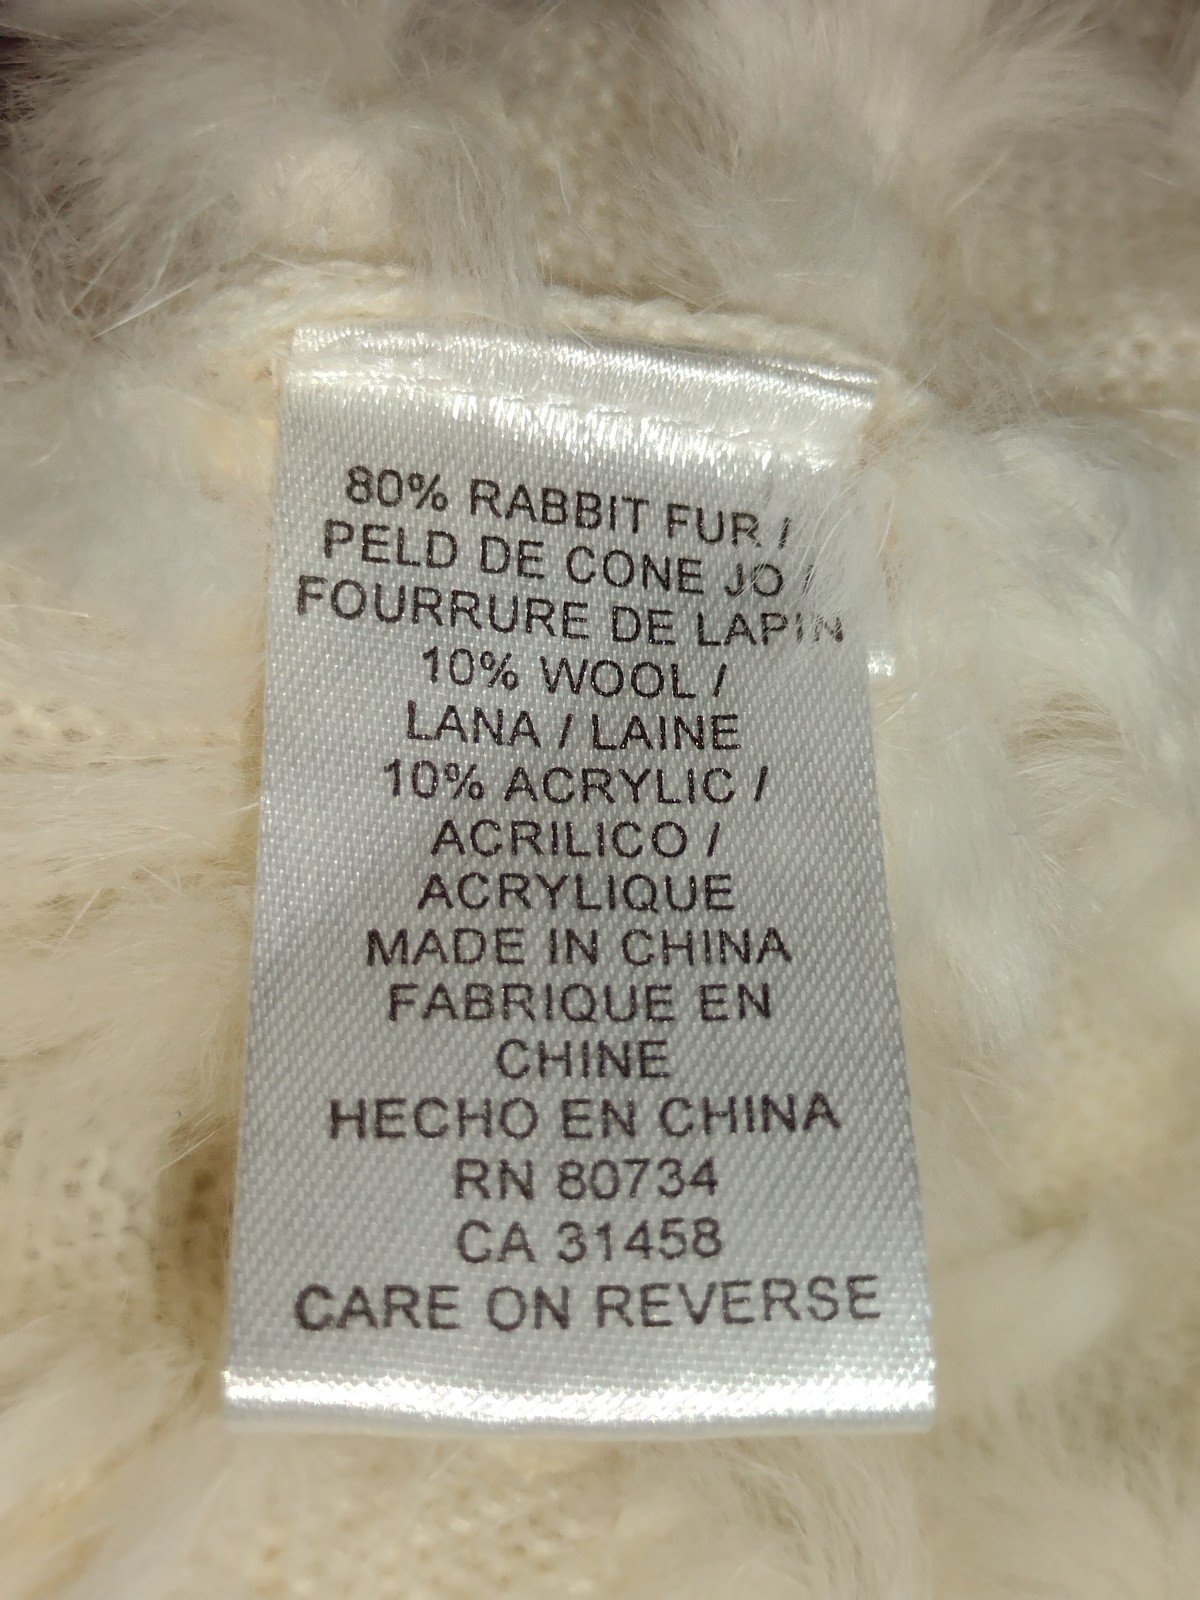 80% RABBIT FUR /
PELD DE CONE JO /
FOURRURE DE LAPIN
10% WOOL /
LANA / LAINE
10% ACRYLIC /
ACRILICO /
ACRYLIQUE
MADE IN CHINA
FABRIQUE EN
CHINE
HECHO EN CHINA
RN 80734
CA 31458
CARE ON REVERSE